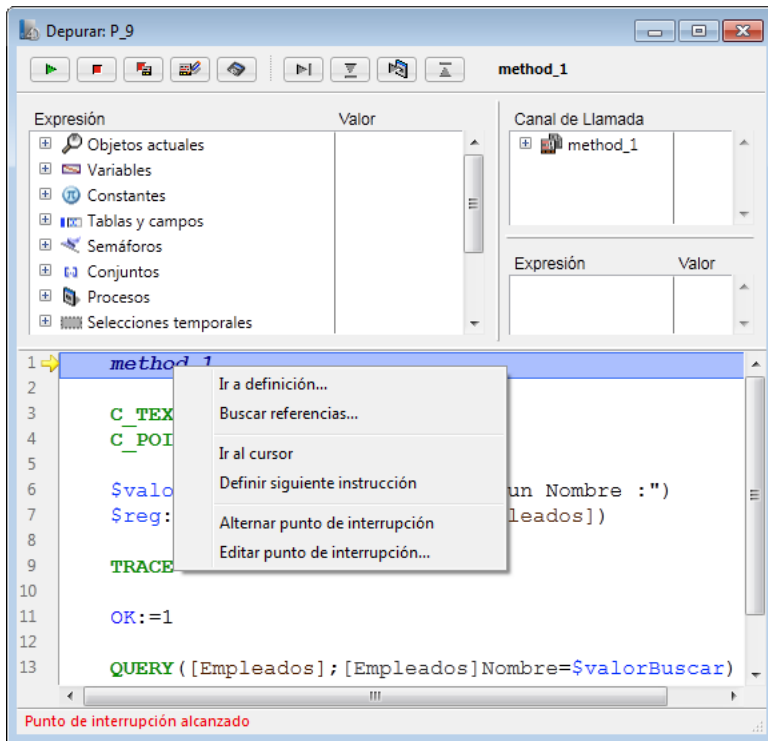 Depurar: P_9
method_1
Expresión Valor
Objetos actuales
Variables
Constantes
Tablas y campos
Semáforos
Conjuntos
Procesos
Selecciones temporales
Canal de Llamada
method_1
Expresión Valor
1 method_1
2
3 C_TEX
4 C_POI
5
6 $valo un Nombre :")
7 $reg: leados])
8
9 TRACE
10
11 OK:=1
12
13 QUERY([Empleados];[Empleados]Nombre=$valorBuscar)
Ir a definición...
Buscar referencias...
Ir al cursor
Definir siguiente instrucción
Alternar punto de interrupción
Editar punto de interrupción...
Punto de interrupción alcanzado